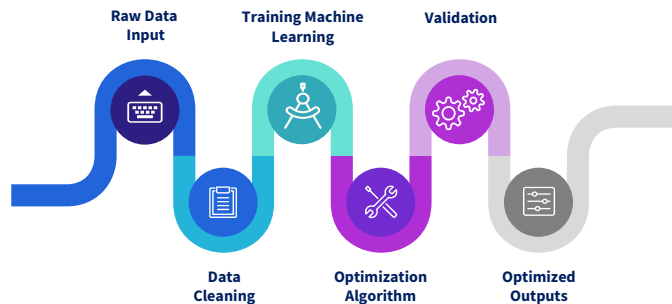 Raw Data
Input
Training Machine
Learning
Validation
Data
Cleaning
Optimization
Algorithm
Optimized
Outputs